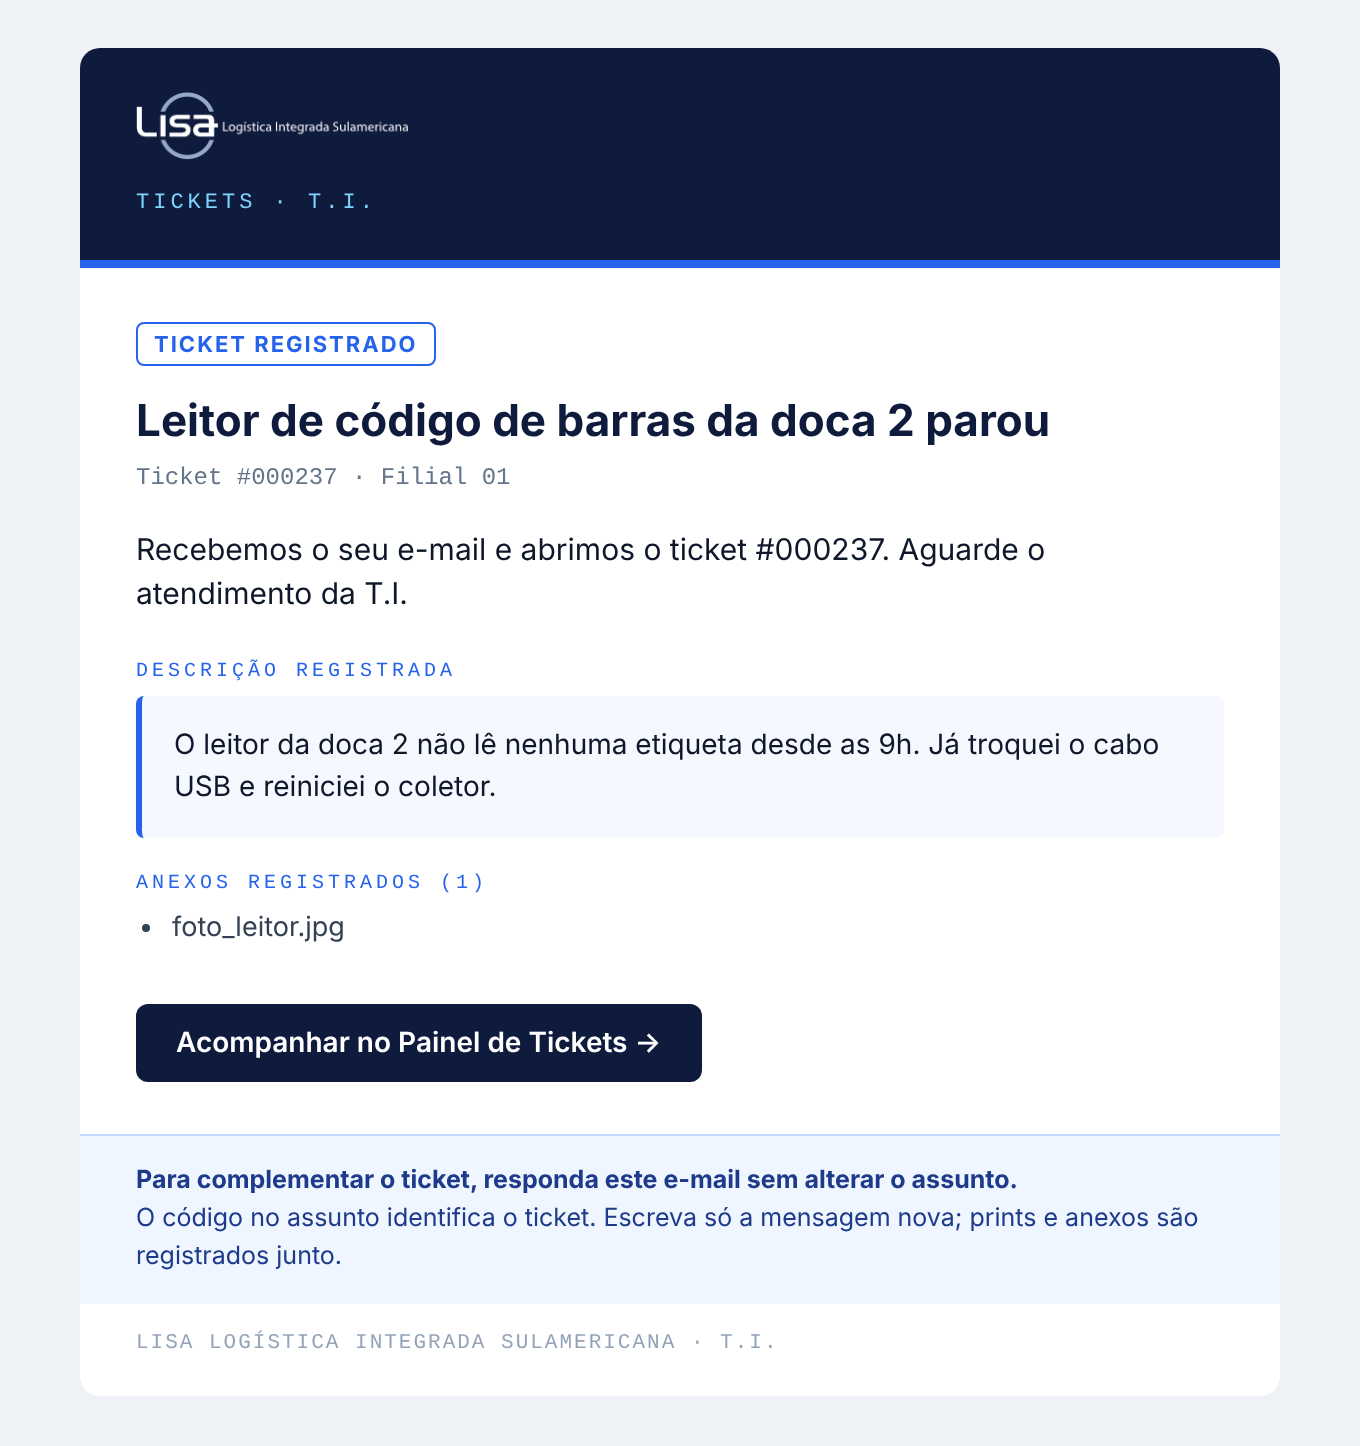 Lisa Logística Integrada Sulamericana
TICKETS · T.I.
TICKET REGISTRADO
Leitor de código de barras da doca 2 parou
Ticket #000237 · Filial 01
Recebemos o seu e-mail e abrimos o ticket #000237. Aguarde o
atendimento da T.I.
DESCRIÇÃO REGISTRADA
O leitor da doca 2 não lê nenhuma etiqueta desde as 9h. Já troquei o cabo
USB e reiniciei o coletor.
ANEXOS REGISTRADOS (1)
• foto_leitor.jpg
Acompanhar no Painel de Tickets →
Para complementar o ticket, responda este e-mail sem alterar o assunto.
O código no assunto identifica o ticket. Escreva só a mensagem nova; prints e anexos são
registrados junto.
LISA LOGÍSTICA INTEGRADA SULAMERICANA · T.I.